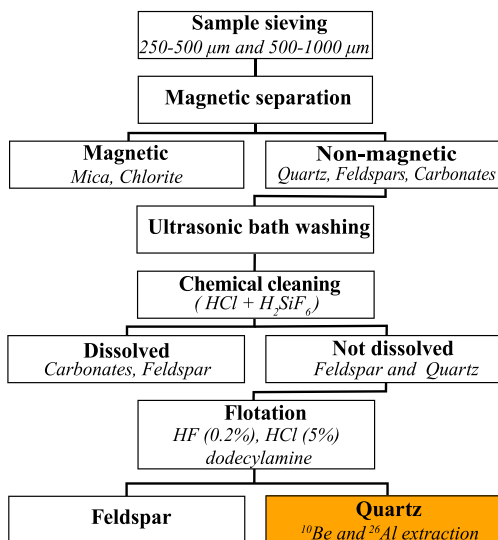 Sample sieving
250-500 µm and 500-1000 µm
Magnetic separation
Magnetic
Mica, Chlorite
Non-magnetic
Quartz, Feldspars, Carbonates
Ultrasonic bath washing
Chemical cleaning
( HCl + H₂SiF₆)
Dissolved
Carbonates, Feldspar
Not dissolved
Feldspar and Quartz
Flotation
HF (0.2%), HCl (5%)
dodecylamine
Feldspar
Quartz
¹⁰Be and ²⁶Al extraction